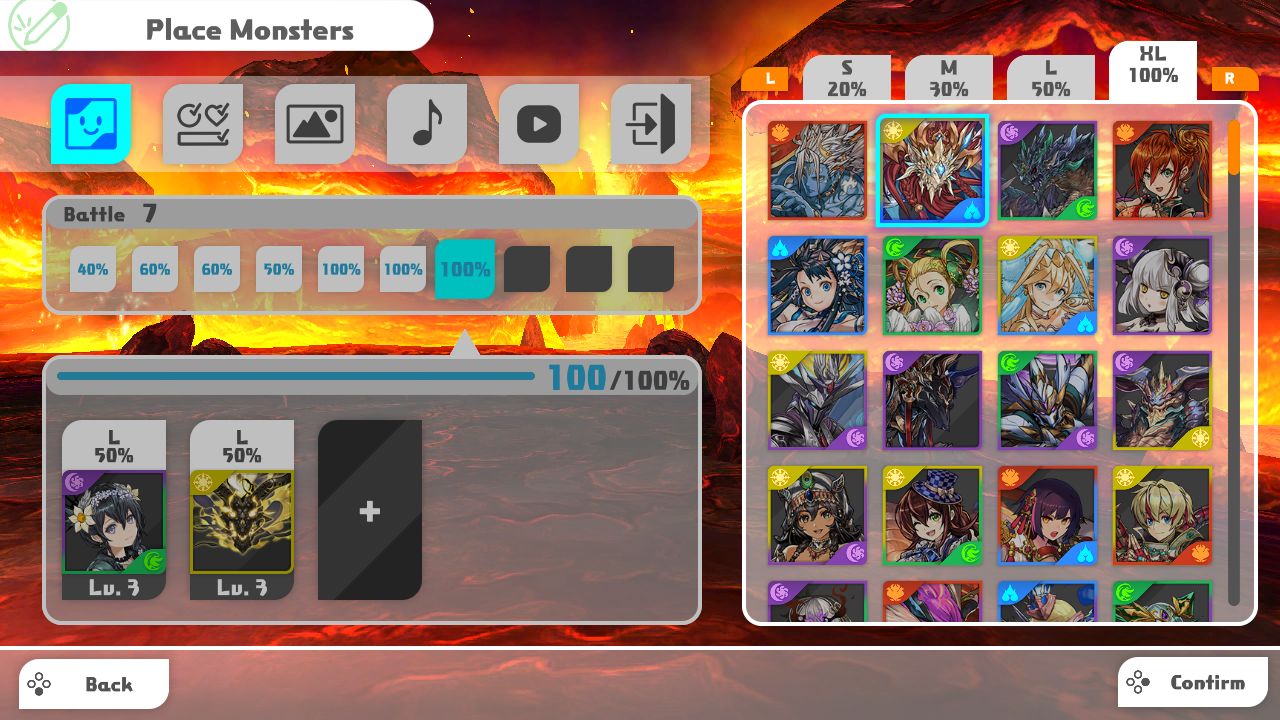 Place Monsters
L
S
20%
M
30%
L
50%
XL
100%
R
Battle 7
40%
60%
60%
50%
100%
100%
100%
100/100%
L
50%
L
50%
+
Lv. 3
Lv. 3
Back
Confirm